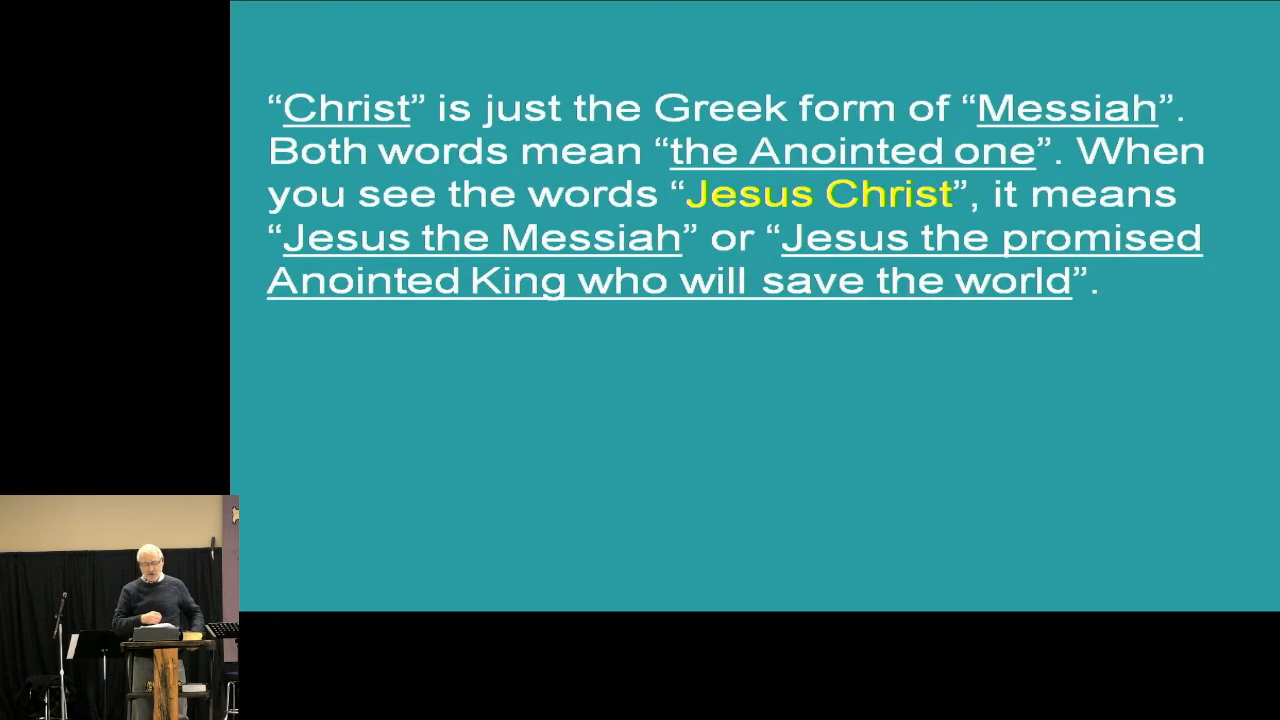 “Christ” is just the Greek form of “Messiah”.
Both words mean “the Anointed one”. When
you see the words “Jesus Christ”, it means
“Jesus the Messiah” or “Jesus the promised
Anointed King who will save the world”.